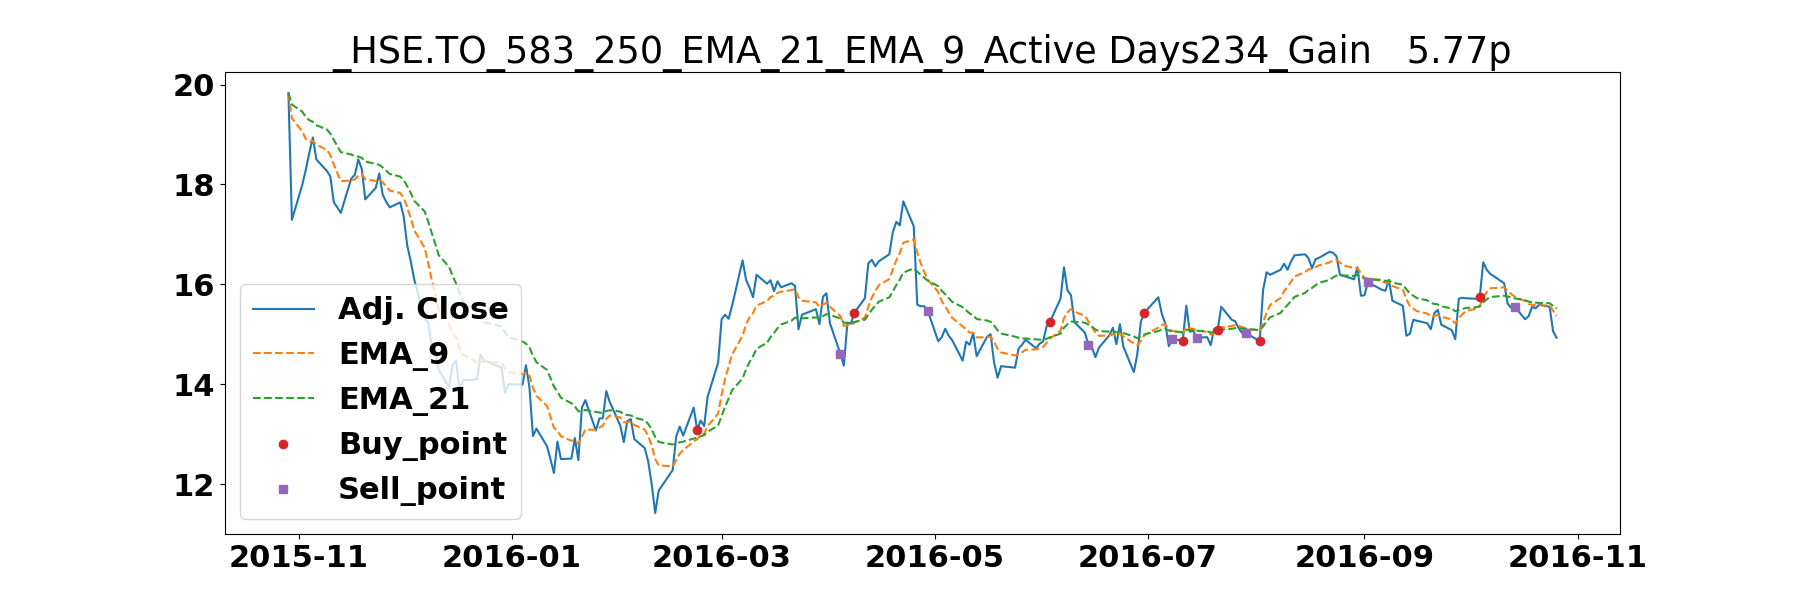 _HSE.TO_583_250_EMA_21_EMA_9_Active Days234_Gain   5.77p
20
18
16
14
12
Adj. Close
EMA_9
EMA_21
Buy_point
Sell_point
2015-11 2016-01 2016-03 2016-05 2016-07 2016-09 2016-11